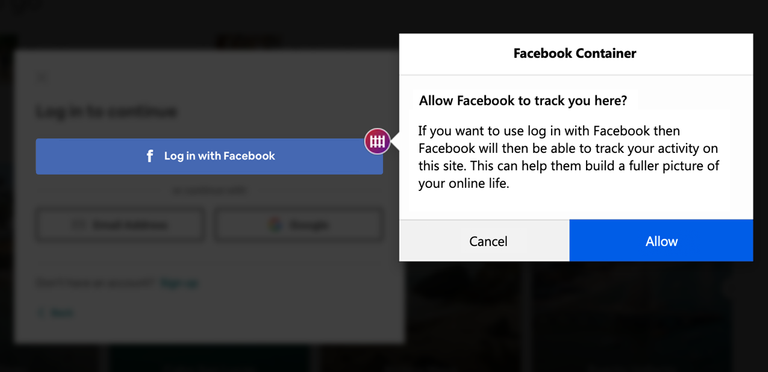 Log in to continue
f Log in with Facebook
Email address
Google
Don't have an account? Sign up
Facebook Container
Allow Facebook to track you here?
If you want to use log in with Facebook then
Facebook will then be able to track your activity on
this site. This can help them build a fuller picture of
your online life.
Cancel
Allow